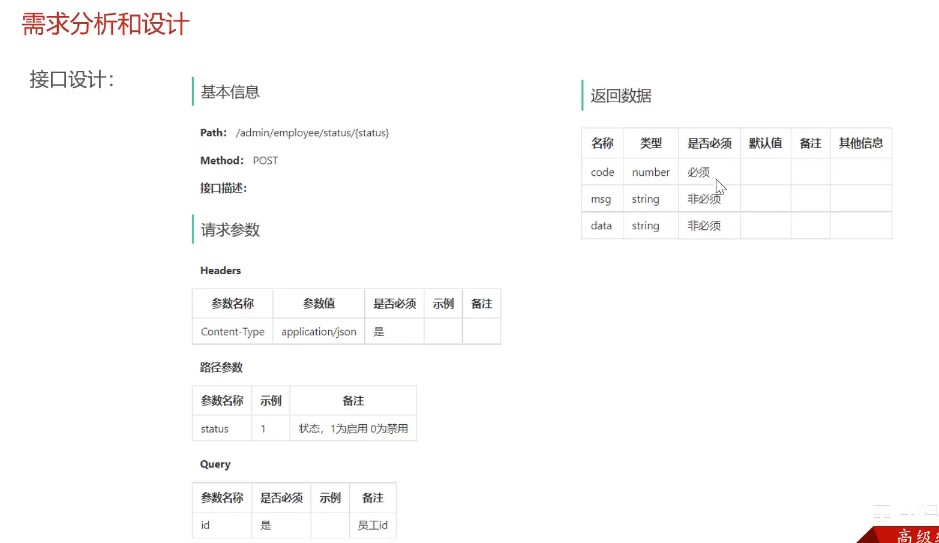 需求分析和设计
接口设计：
基本信息
Path： /admin/employee/status/{status}
Method： POST
接口描述：
请求参数
Headers
参数名称 参数值 是否必须 示例 备注
Content-Type application/json 是
路径参数
参数名称 示例 备注
status 1 状态，1为启用 0为禁用
Query
参数名称 是否必须 示例 备注
id 是 员工id
返回数据
名称 类型 是否必须 默认值 备注 其他信息
code number 必须
msg string 非必须
data string 非必须
高级